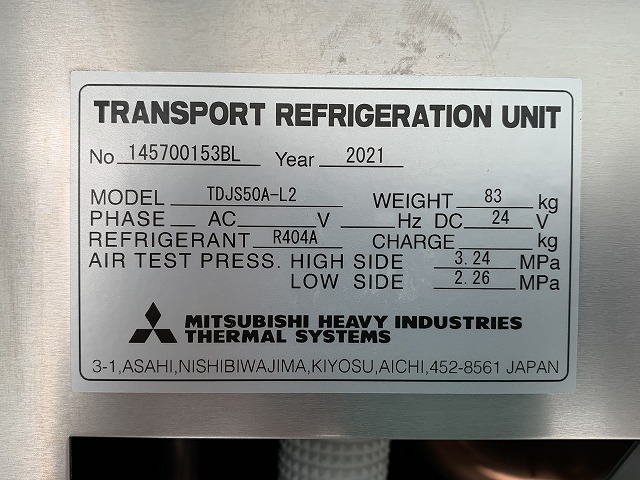 TRANSPORT REFRIGERATION UNIT
No 145700153BL Year 2021
MODEL TDJS50A-L2 WEIGHT 83 kg
PHASE AC V Hz DC 24 V
REFRIGERANT R404A CHARGE kg
AIR TEST PRESS. HIGH SIDE 3.24 MPa
LOW SIDE 2.26 MPa
MITSUBISHI HEAVY INDUSTRIES
THERMAL SYSTEMS
3-1,ASAHI,NISHIBIWAJIMA,KIYOSU,AICHI,452-8561 JAPAN